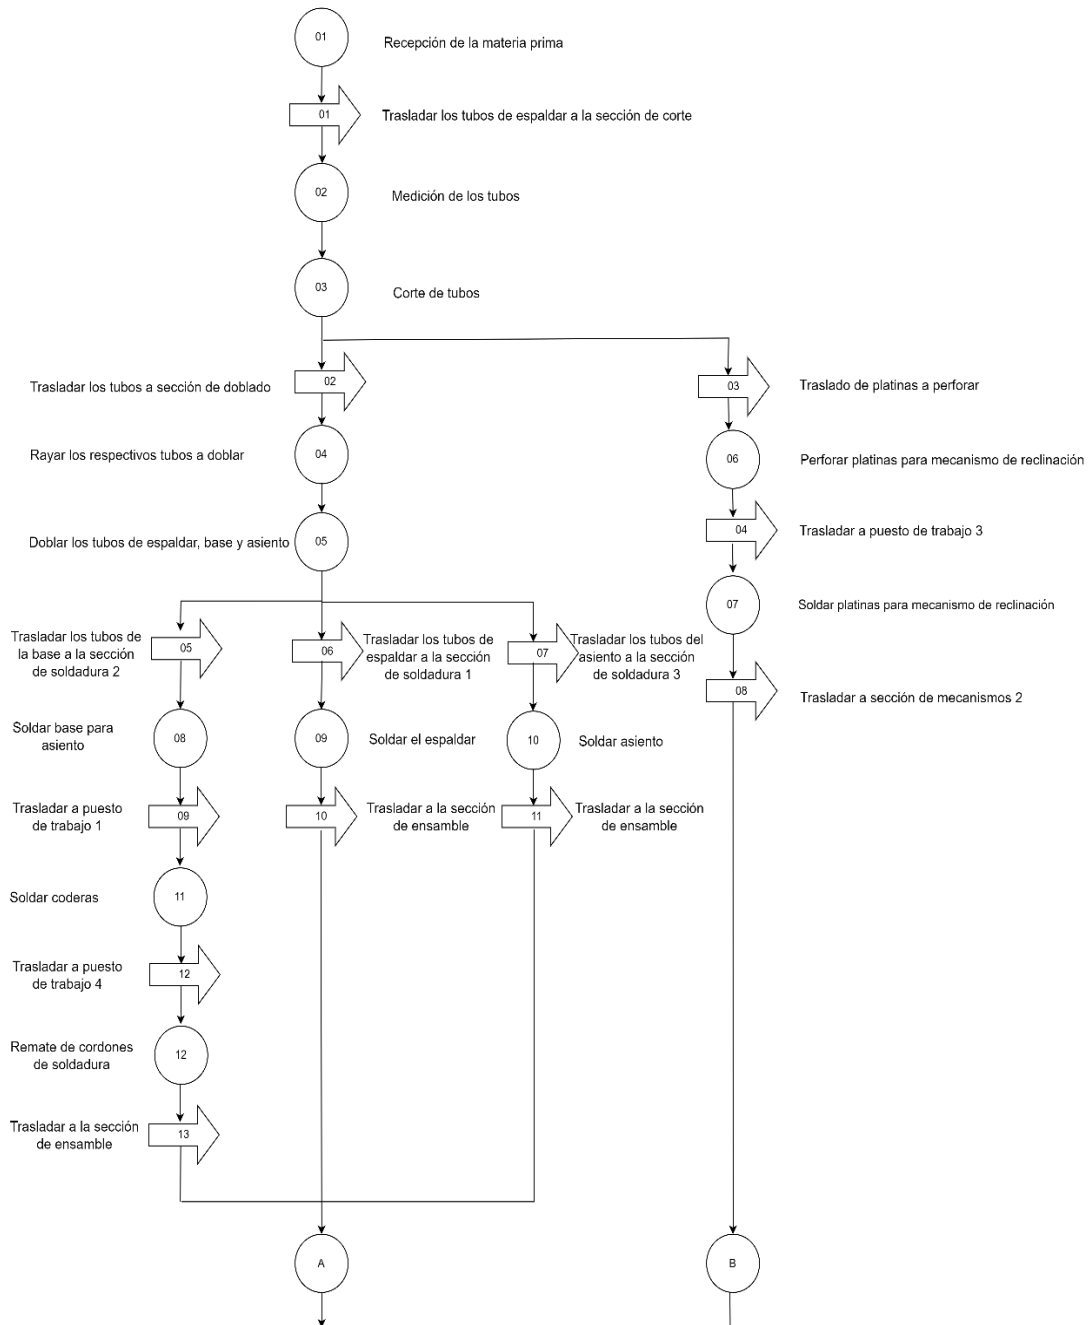 01
Recepción de la materia prima
01
Trasladar los tubos de espaldar a la sección de corte
02
Medición de los tubos
03
Corte de tubos
Trasladar los tubos a sección de doblado
02
03
Traslado de platinas a perforar
Rayar los respectivos tubos a doblar
04
06
Perforar platinas para mecanismo de reclinación
04
Trasladar a puesto de trabajo 3
Doblar los tubos de espaldar, base y asiento
05
07
Soldar platinas para mecanismo de reclinación
Trasladar los tubos de
la base a la sección
de soldadura 2
05
06
Trasladar los tubos de
espaldar a la sección
de soldadura 1
07
Trasladar los tubos del
asiento a la sección
de soldadura 3
08
Trasladar a sección de mecanismos 2
Soldar base para
asiento
08
09
Soldar el espaldar
10
Soldar asiento
Trasladar a puesto
de trabajo 1
09
10
Trasladar a la sección
de ensamble
11
Trasladar a la sección
de ensamble
Soldar coderas
11
Trasladar a puesto
de trabajo 4
12
Remate de cordones
de soldadura
12
Trasladar a la sección
de ensamble
13
A
B